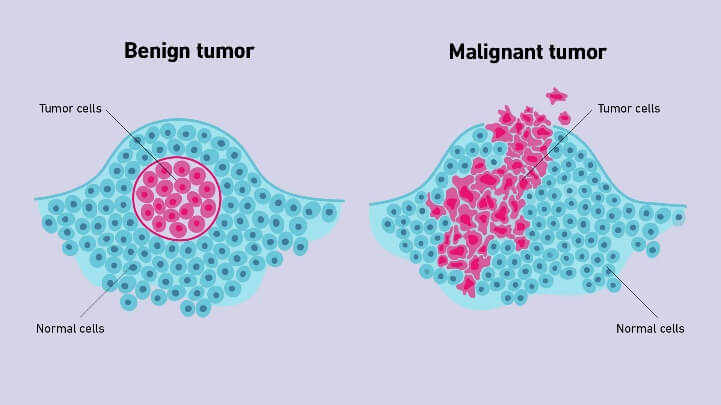 Benign tumor
Malignant tumor
Tumor cells
Tumor cells
Normal cells
Normal cells